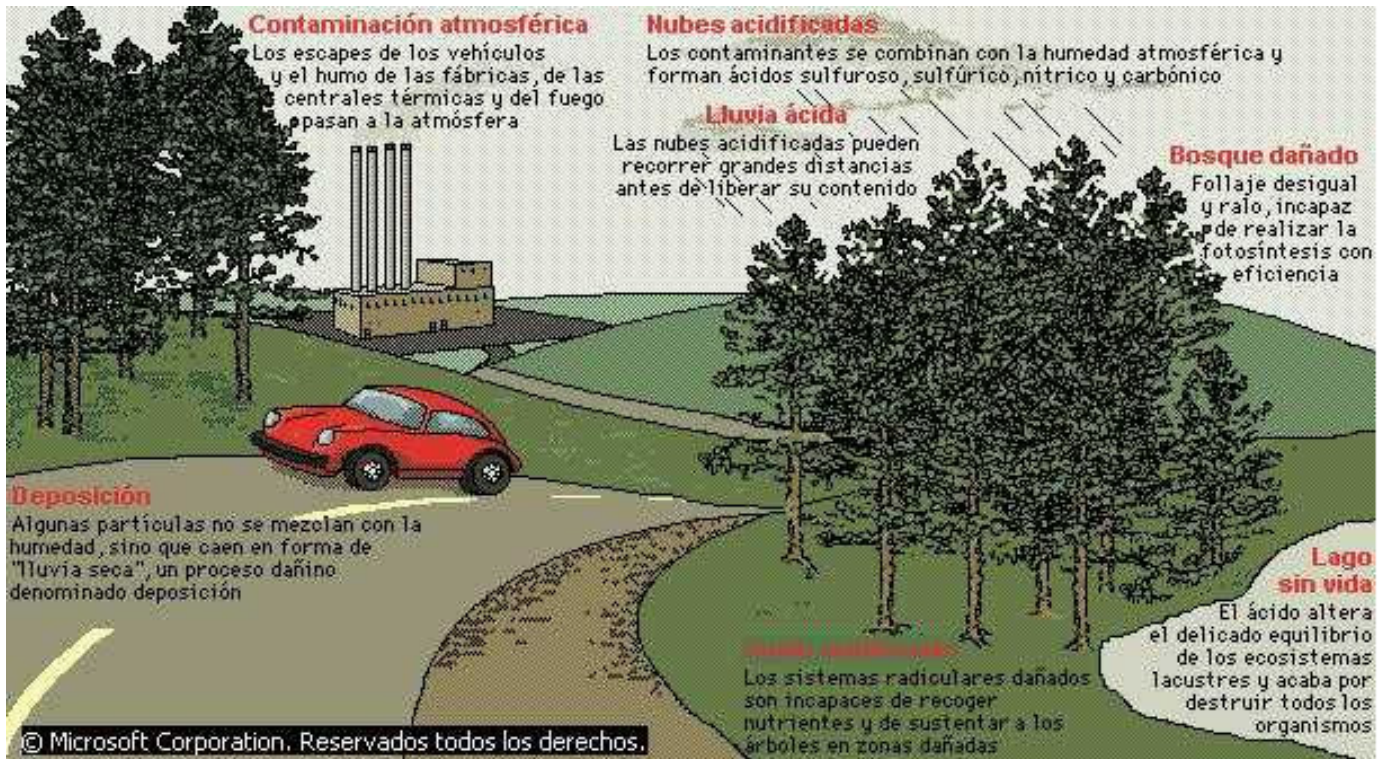 Contaminación atmosférica
Los escapes de los vehículos
y el humo de las fábricas, de las
centrales térmicas y del fuego
pasan a la atmósfera
Nubes acidificadas
Los contaminantes se combinan con la humedad atmosférica y
forman ácidos sulfuroso, sulfúrico, nítrico y carbónico
Lluvia ácida
Las nubes acidificadas pueden
recorrer grandes distancias
antes de liberar su contenido
Bosque dañado
Follaje desigual
y ralo, incapaz
de realizar la
fotosíntesis con
eficiencia
Deposición
Algunas partículas no se mezclan con la
humedad, sino que caen en forma de
"lluvia seca", un proceso dañino
denominado deposición
Los sistemas radiculares dañados
son incapaces de recoger
nutrientes y de sustentar a los
árboles en zonas dañadas
Lago
sin vida
El ácido altera
el delicado equilibrio
de los ecosistemas
lacustres y acaba por
destruir todos los
organismos
© Microsoft Corporation. Reservados todos los derechos.